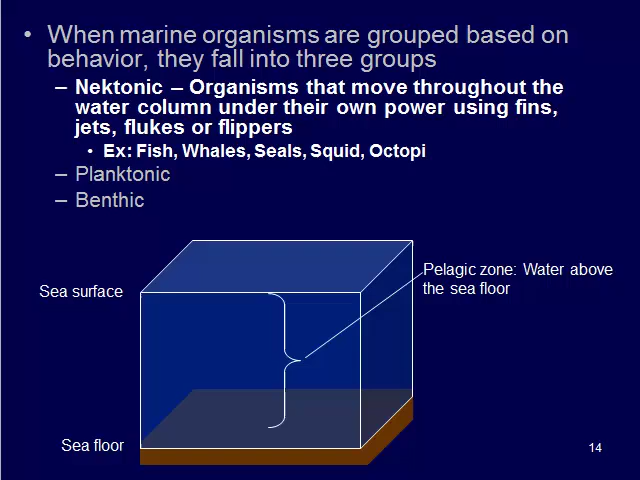 • When marine organisms are grouped based on
behavior, they fall into three groups
– Nektonic – Organisms that move throughout the
water column under their own power using fins,
jets, flukes or flippers
• Ex: Fish, Whales, Seals, Squid, Octopi
– Planktonic
– Benthic
Pelagic zone: Water above
the sea floor
Sea surface
Sea floor
14